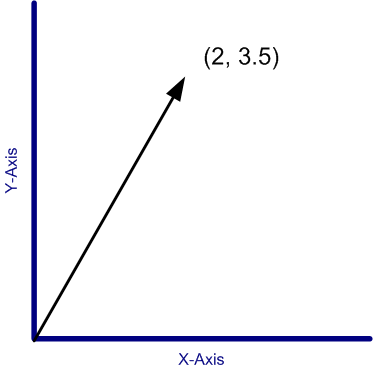 (2, 3.5)
Y-Axis
X-Axis